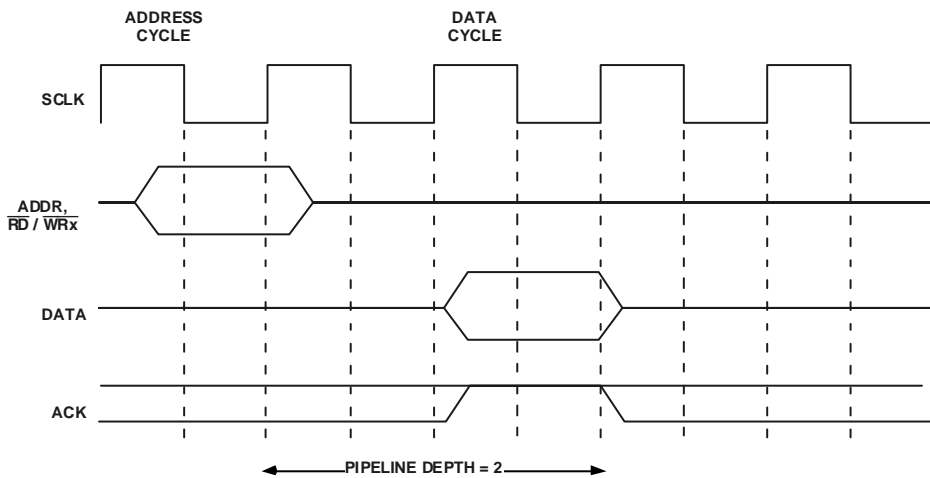 ADDRESS
CYCLE
DATA
CYCLE
SCLK
ADDR,
RD / WRx
DATA
ACK
PIPELINE DEPTH = 2